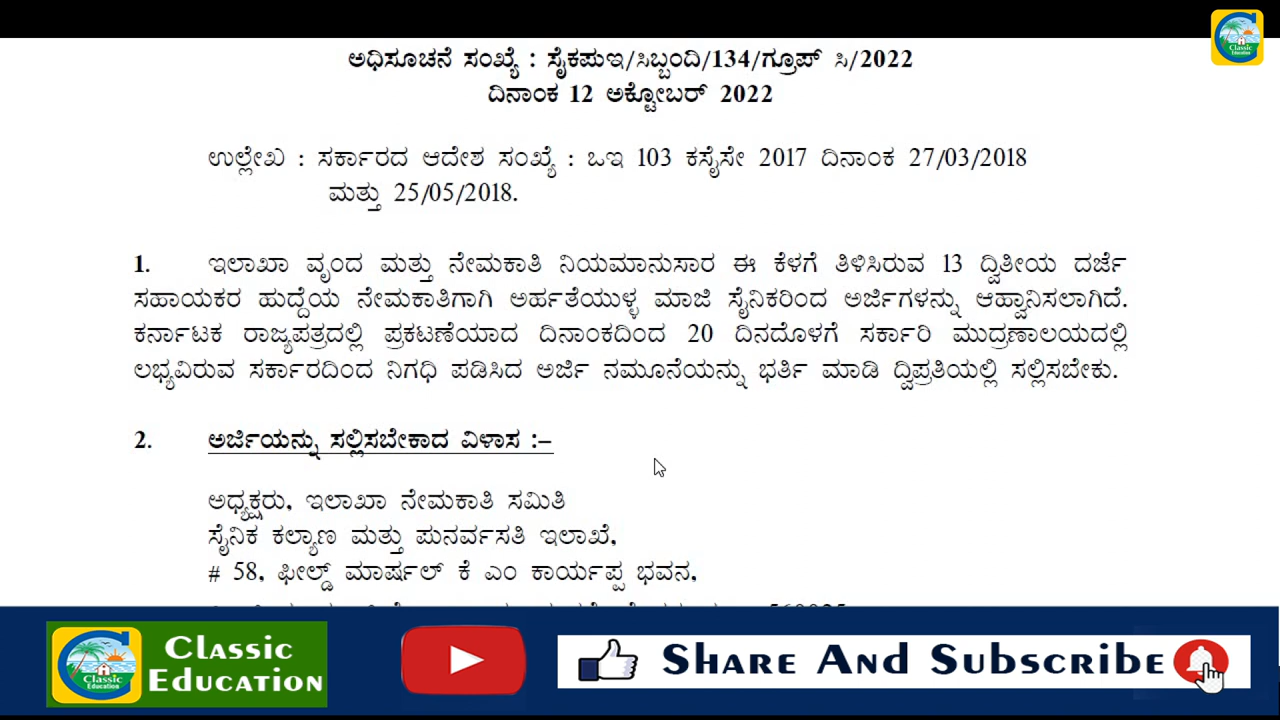 ಅಧಿಸೂಚನೆ ಸಂಖ್ಯೆ : ಸೈಕಪುಇ/ಸಿಬ್ಬಂದಿ/134/ಗ್ರೂಪ್ ಸಿ/2022
ದಿನಾಂಕ 12 ಅಕ್ಟೋಬರ್ 2022
ಉಲ್ಲೇಖ : ಸರ್ಕಾರದ ಆದೇಶ ಸಂಖ್ಯೆ : ಒಇ 103 ಕಸೈಸೇ 2017 ದಿನಾಂಕ 27/03/2018
ಮತ್ತು 25/05/2018.
1. ಇಲಾಖಾ ವೃಂದ ಮತ್ತು ನೇಮಕಾತಿ ನಿಯಮಾನುಸಾರ ಈ ಕೆಳಗೆ ತಿಳಿಸಿರುವ 13 ದ್ವಿತೀಯ ದರ್ಜೆ
ಸಹಾಯಕರ ಹುದ್ದೆಯ ನೇಮಕಾತಿಗಾಗಿ ಅರ್ಹತೆಯುಳ್ಳ ಮಾಜಿ ಸೈನಿಕರಿಂದ ಅರ್ಜಿಗಳನ್ನು ಆಹ್ವಾನಿಸಲಾಗಿದೆ.
ಕರ್ನಾಟಕ ರಾಜ್ಯಪತ್ರದಲ್ಲಿ ಪ್ರಕಟಣೆಯಾದ ದಿನಾಂಕದಿಂದ 20 ದಿನದೊಳಗೆ ಸರ್ಕಾರಿ ಮುದ್ರಣಾಲಯದಲ್ಲಿ
ಲಭ್ಯವಿರುವ ಸರ್ಕಾರದಿಂದ ನಿಗಧಿ ಪಡಿಸಿದ ಅರ್ಜಿ ನಮೂನೆಯನ್ನು ಭರ್ತಿ ಮಾಡಿ ದ್ವಿಪ್ರತಿಯಲ್ಲಿ ಸಲ್ಲಿಸಬೇಕು.
2. ಅರ್ಜಿಯನ್ನು ಸಲ್ಲಿಸಬೇಕಾದ ವಿಳಾಸ :–
ಅಧ್ಯಕ್ಷರು, ಇಲಾಖಾ ನೇಮಕಾತಿ ಸಮಿತಿ
ಸೈನಿಕ ಕಲ್ಯಾಣ ಮತ್ತು ಪುನರ್ವಸತಿ ಇಲಾಖೆ,
# 58, ಫೀಲ್ಡ್ ಮಾರ್ಷಲ್ ಕೆ ಎಂ ಕಾರ್ಯಪ್ಪ ಭವನ,
Classic
Education
Classic
Education
Classic
Education
Share And Subscribe